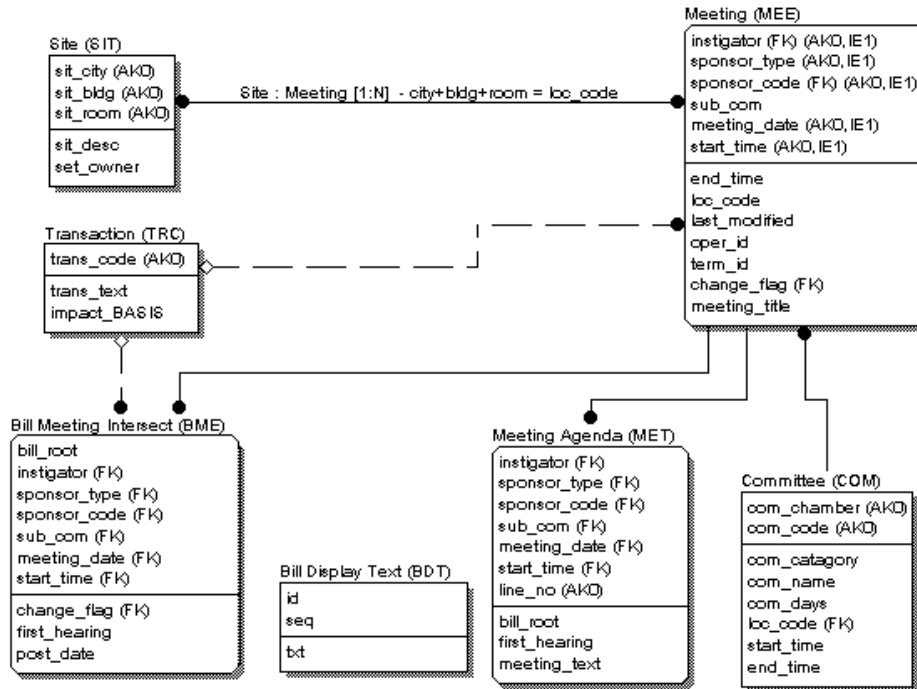 Meeting (MEE)
instigator (FK) (AK0, IE1)
sponsor_type (AK0, IE1)
sponsor_code (FK) (AK0, IE1)
sub_com
meeting_date (AK0, IE1)
start_time (AK0, IE1)
end_time
loc_code
last_modified
oper_id
term_id
change_flag (FK)
meeting_title
Site (SIT)
sit_city (AK0)
sit_bldg (AK0)
sit_room (AK0)
sit_desc
set_owner
Site : Meeting [1:N] - city+bldg+room = loc_code
Transaction (TRC)
trans_code (AK0)
trans_text
impact_BASIS
Bill Meeting Intersect (BME)
bill_root
instigator (FK)
sponsor_type (FK)
sponsor_code (FK)
sub_com (FK)
meeting_date (FK)
start_time (FK)
change_flag (FK)
first_hearing
post_date
Bill Display Text (BDT)
id
seq
txt
Meeting Agenda (MET)
instigator (FK)
sponsor_type (FK)
sponsor_code (FK)
sub_com (FK)
meeting_date (FK)
start_time (FK)
line_no (AK0)
bill_root
first_hearing
meeting_text
Committee (COM)
com_chamber (AK0)
com_code (AK0)
com_catagory
com_name
com_days
loc_code (FK)
start_time
end_time